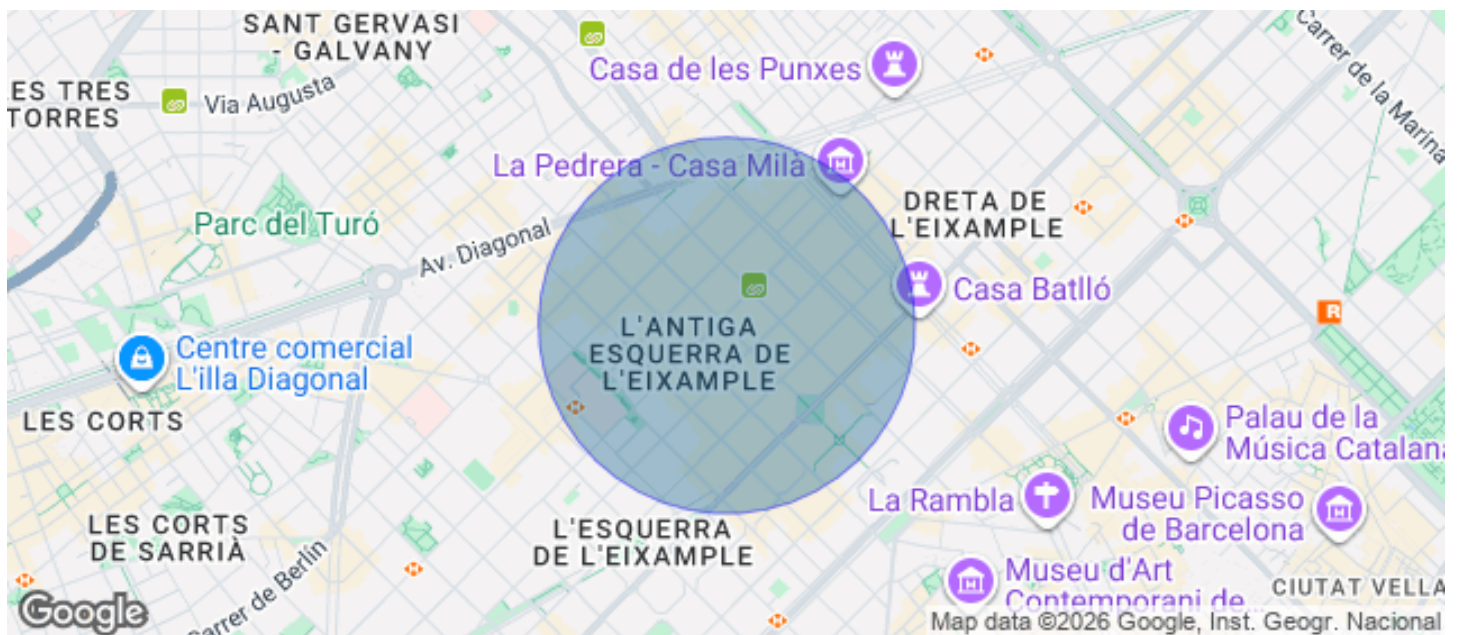 SANT GERVASI
- GALVANY
Casa de les Punxes
Carrer de la Marina
ES TRES
TORRES
Via Augusta
La Pedrera - Casa Milà
DRETA DE
L'EIXAMPLE
Parc del Turó
Av. Diagonal
Casa Batlló
L'ANTIGA
ESQUERRA DE
L'EIXAMPLE
Centre comercial
L'illa Diagonal
R
LES CORTS
Palau de la
Música Catalana
La Rambla
Museu Picasso
de Barcelona
LES CORTS
DE SARRIÀ
L'ESQUERRA
DE L'EIXAMPLE
Carrer de Berlín
Museu d'Art
Contemporani de...
CIUTAT VELLA
Google
Map data ©2026 Google, Inst. Geogr. Nacional